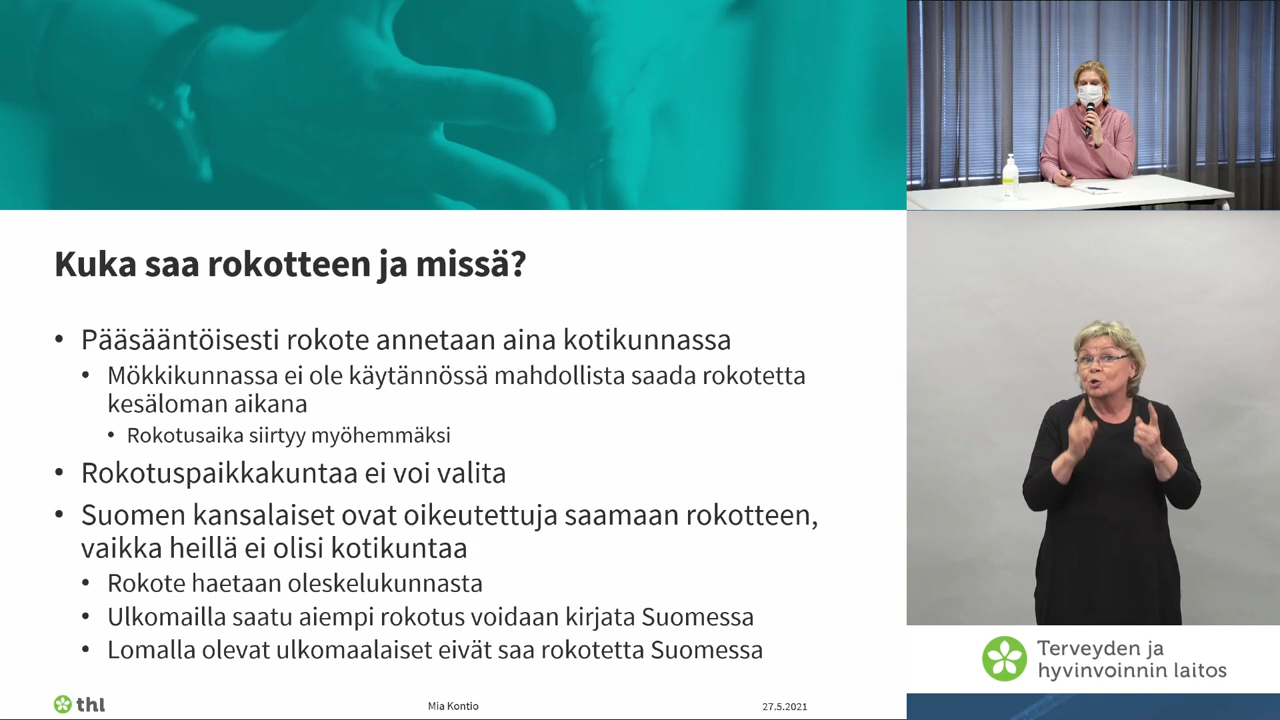 Kuka saa rokotteen ja missä?
• Pääsääntöisesti rokote annetaan aina kotikunnassa
• Mökkikunnassa ei ole käytännössä mahdollista saada rokotetta
kesäloman aikana
• Rokotusaika siirtyy myöhemmäksi
• Rokotuspaikkakuntaa ei voi valita
• Suomen kansalaiset ovat oikeutettuja saamaan rokotteen,
vaikka heillä ei olisi kotikuntaa
• Rokote haetaan oleskelukunnasta
• Ulkomailla saatu aiempi rokotus voidaan kirjata Suomessa
• Lomalla olevat ulkomaalaiset eivät saa rokotetta Suomessa
thl
Mia Kontio
27.5.2021
Terveyden ja
hyvinvoinnin laitos